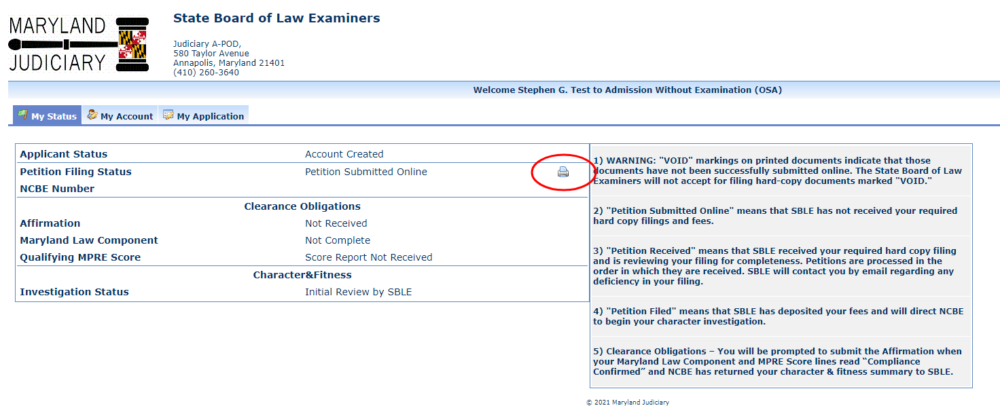 MARYLAND
JUDICIARY
State Board of Law Examiners
Judiciary A-POD,
580 Taylor Avenue
Annapolis, Maryland 21401
(410) 260-3640
Welcome Stephen G. Test to Admission Without Examination (OSA)
My Status My Account My Application
Applicant Status Account Created
Petition Filing Status Petition Submitted Online
NCBE Number
Clearance Obligations
Affirmation Not Received
Maryland Law Component Not Complete
Qualifying MPRE Score Score Report Not Received
Character&Fitness
Investigation Status Initial Review by SBLE
1) WARNING: "VOID" markings on printed documents indicate that those
documents have not been successfully submitted online. The State Board of Law
Examiners will not accept for filing hard-copy documents marked "VOID."
2) "Petition Submitted Online" means that SBLE has not received your required
hard copy filings and fees.
3) "Petition Received" means that SBLE received your required hard copy filing
and is reviewing your filing for completeness. Petitions are processed in the
order in which they are received. SBLE will contact you by email regarding any
deficiency in your filing.
4) "Petition Filed" means that SBLE has deposited your fees and will direct NCBE
to begin your character investigation.
5) Clearance Obligations – You will be prompted to submit the Affirmation when
your Maryland Law Component and MPRE Score lines read “Compliance
Confirmed” and NCBE has returned your character & fitness summary to SBLE.
© 2021 Maryland Judiciary